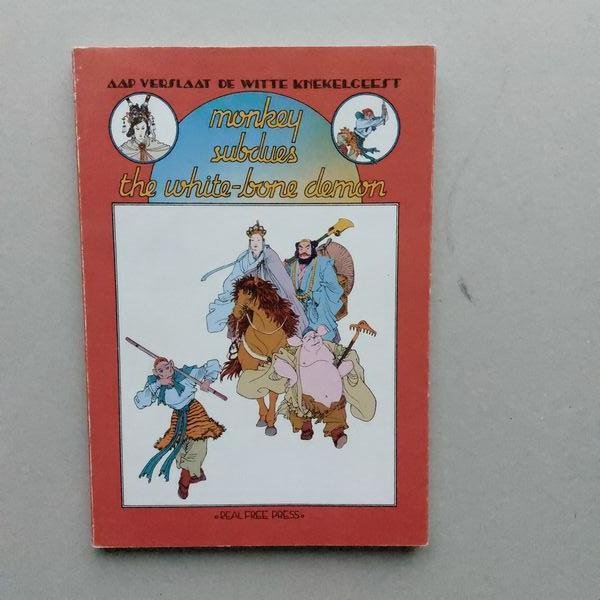 AAP VERSLAAT DE WITTE KNEKELGEEST
monkey
subdues
the white-bone demon
REAL FREE PRESS